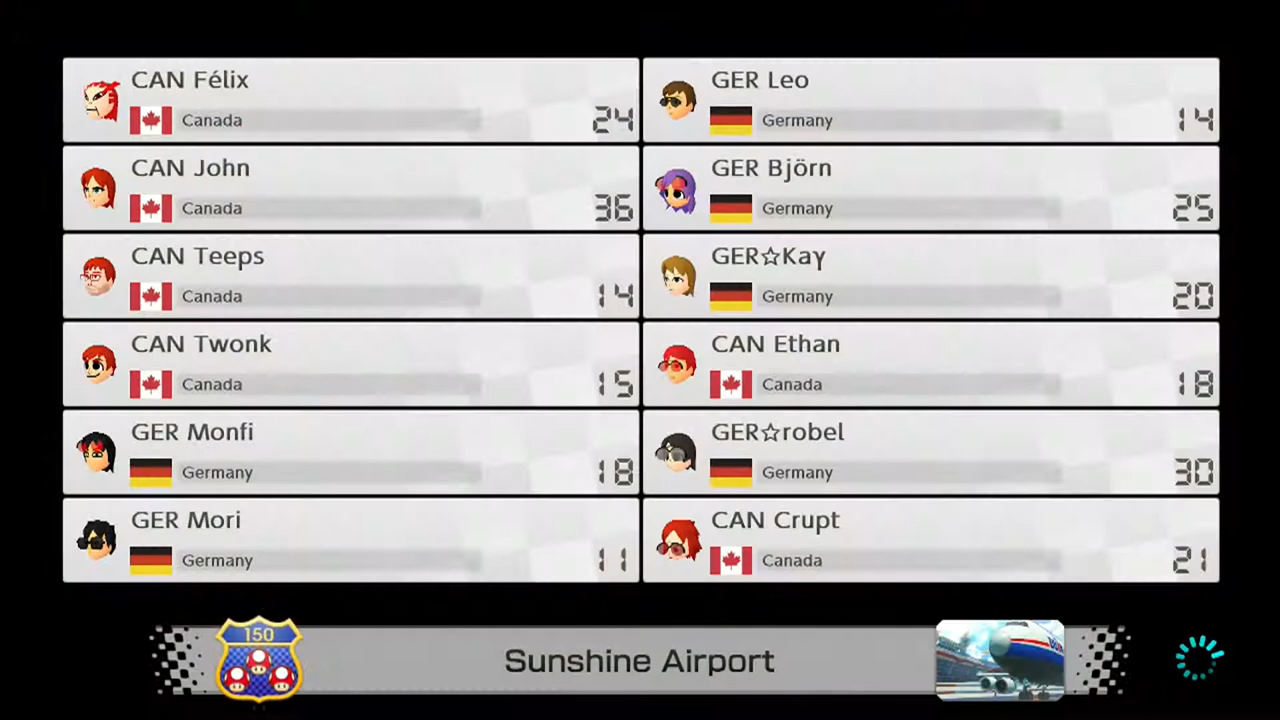 CAN Félix
Canada
24
CAN John
Canada
36
CAN Teeps
Canada
14
CAN Twonk
Canada
15
GER Monfi
Germany
18
GER Mori
Germany
11
GER Leo
Germany
14
GER Björn
Germany
25
GER☆Kaγ
Germany
20
CAN Ethan
Canada
18
GER☆robel
Germany
30
CAN Crupt
Canada
21
150
Sunshine Airport